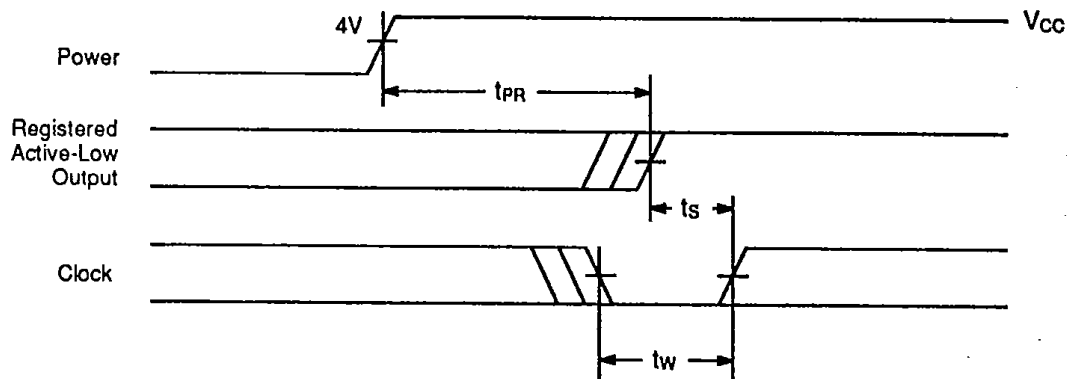 4V
VCC
Power
tPR
Registered
Active-Low
Output
tS
Clock
tW